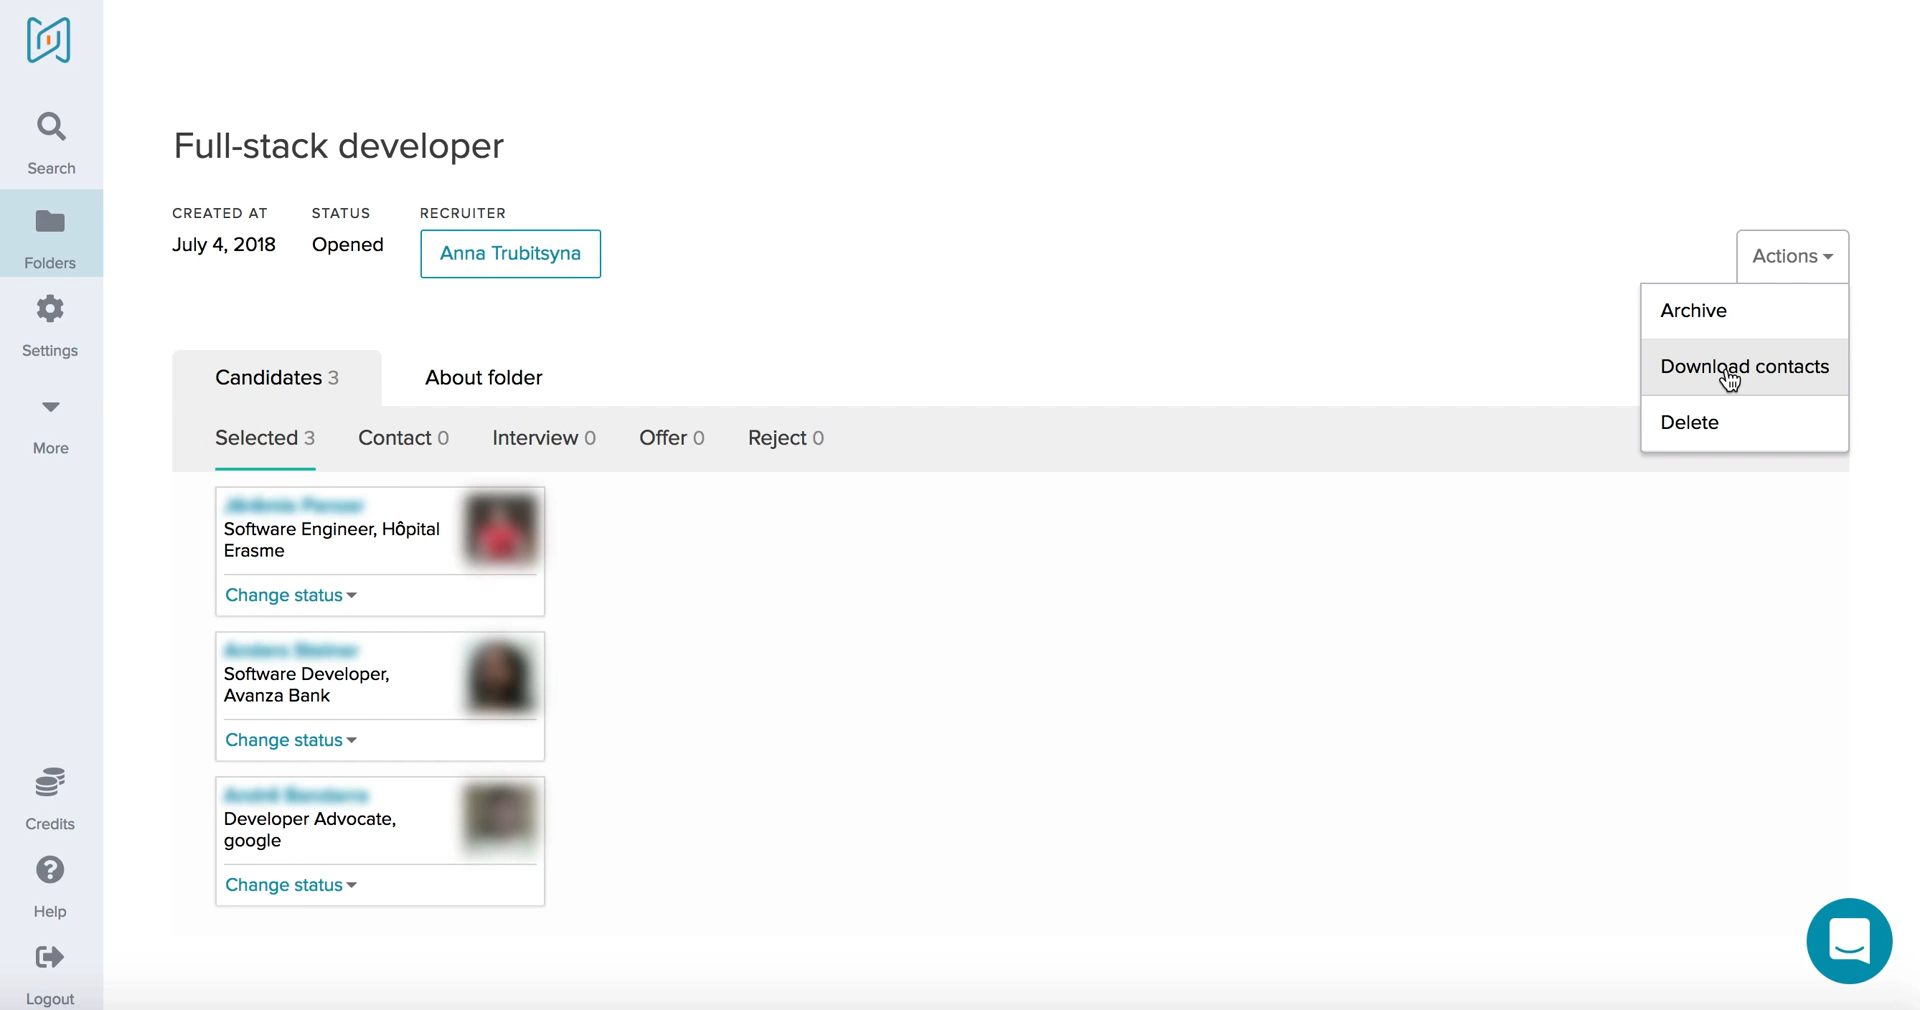 Search
Folders
Settings
More
Credits
Help
Logout
Full-stack developer
CREATED AT STATUS RECRUITER
July 4, 2018 Opened Anna Trubitsyna
Actions
Archive
Download contacts
Delete
Candidates 3 About folder
Selected 3 Contact 0 Interview 0 Offer 0 Reject 0
Software Engineer, Hôpital
Erasme
Change status
Software Developer,
Avanza Bank
Change status
Developer Advocate,
google
Change status